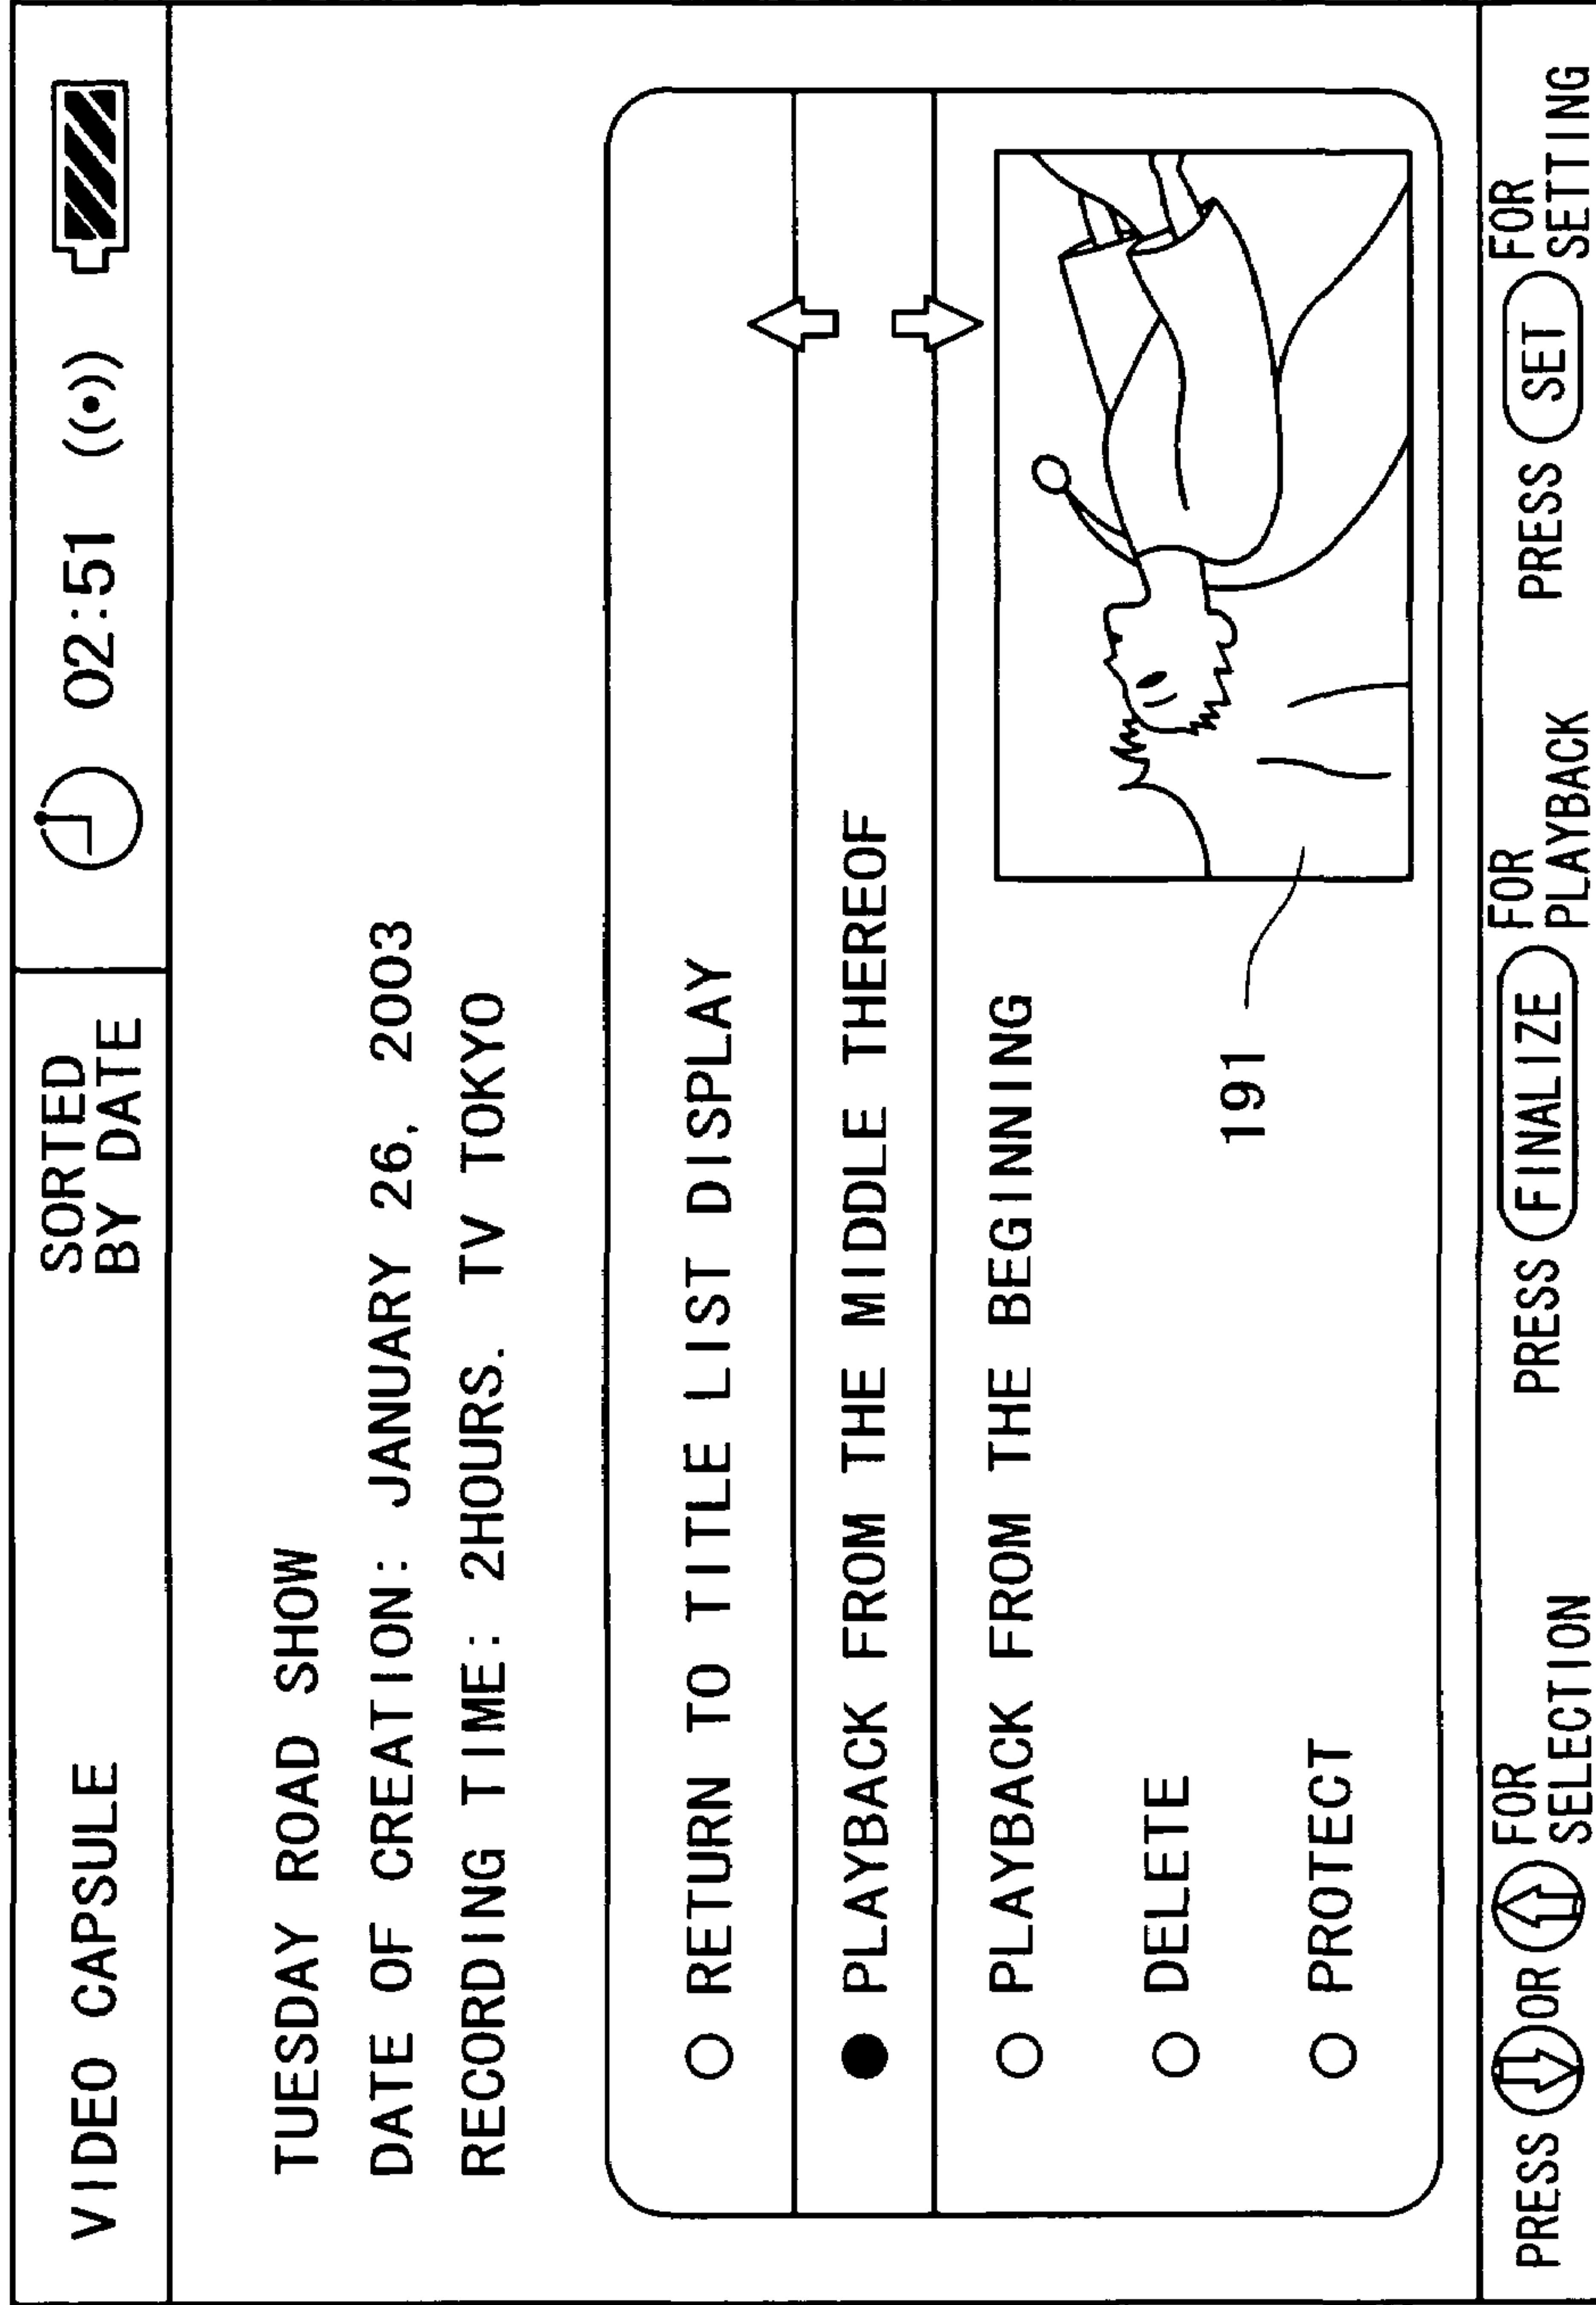 VIDEO CAPSULE
SORTED
BY DATE
02:51
TUESDAY ROAD SHOW
DATE OF CREATION: JANUARY 26, 2003
RECORDING TIME: 2HOURS. TV TOKYO
RETURN TO TITLE LIST DISPLAY
PLAYBACK FROM THE MIDDLE THEREOF
PLAYBACK FROM THE BEGINNING
DELETE
PROTECT
191
PRESS OR FOR
SELECTION
PRESS FINALIZE FOR
PLAYBACK
PRESS SET FOR
SETTING